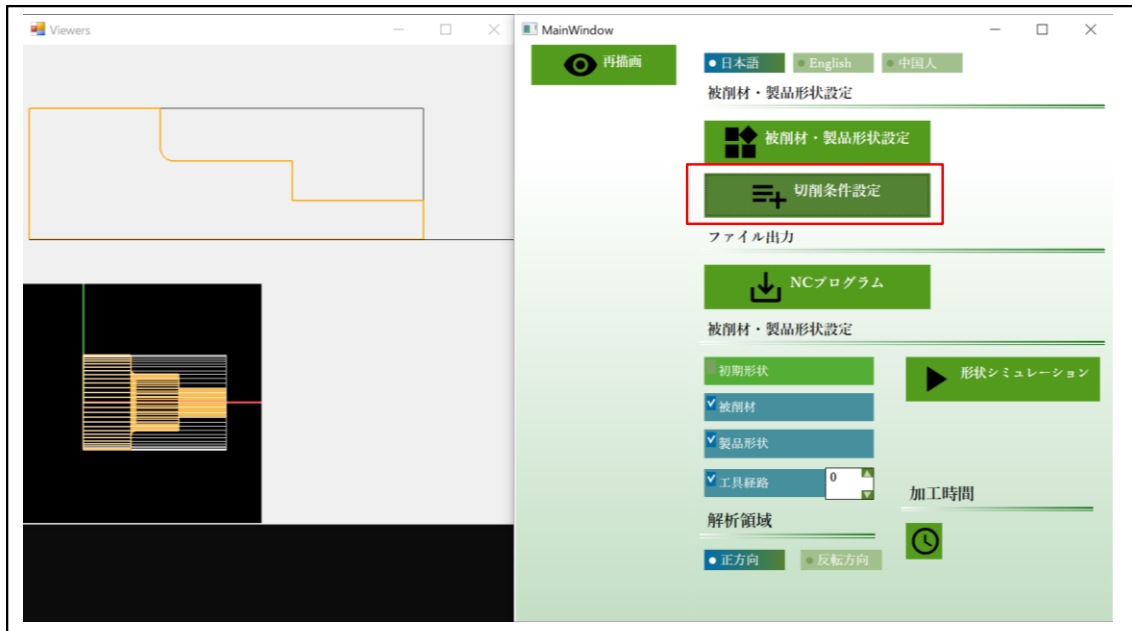 Viewers
MainWindow
再描画
日本語
English
中国人
被削材・製品形状設定
被削材・製品形状設定
切削条件設定
ファイル出力
NCプログラム
被削材・製品形状設定
初期形状
形状シミュレーション
被削材
製品形状
工具経路
0
加工時間
解析領域
正方向
反転方向